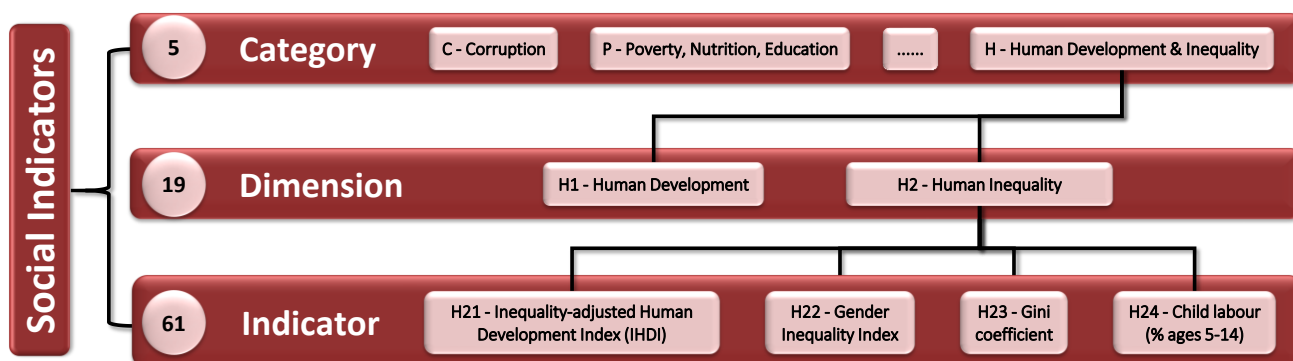 Social Indicators
5
Category
C - Corruption
P - Poverty, Nutrition, Education
......
H - Human Development & Inequality
19
Dimension
H1 - Human Development
H2 - Human Inequality
61
Indicator
H21 - Inequality-adjusted Human
Development Index (IHDI)
H22 - Gender
Inequality Index
H23 - Gini
coefficient
H24 - Child labour
(% ages 5-14)